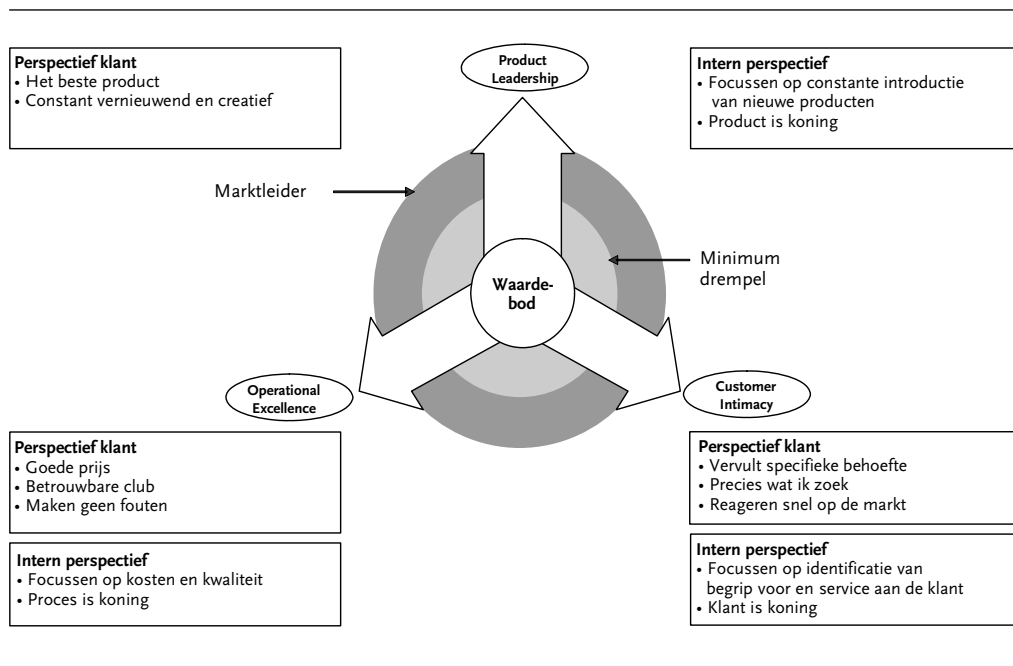 Perspectief klant
• Het beste product
• Constant vernieuwend en creatief
Product
Leadership
Intern perspectief
• Focussen op constante introductie
van nieuwe producten
• Product is koning
Marktleider
Minimum
drempel
Waarde-
bod
Operational
Excellence
Customer
Intimacy
Perspectief klant
• Goede prijs
• Betrouwbare club
• Maken geen fouten
Intern perspectief
• Focussen op kosten en kwaliteit
• Proces is koning
Perspectief klant
• Vervult specifieke behoefte
• Precies wat ik zoek
• Reageren snel op de markt
Intern perspectief
• Focussen op identificatie van
begrip voor en service aan de klant
• Klant is koning